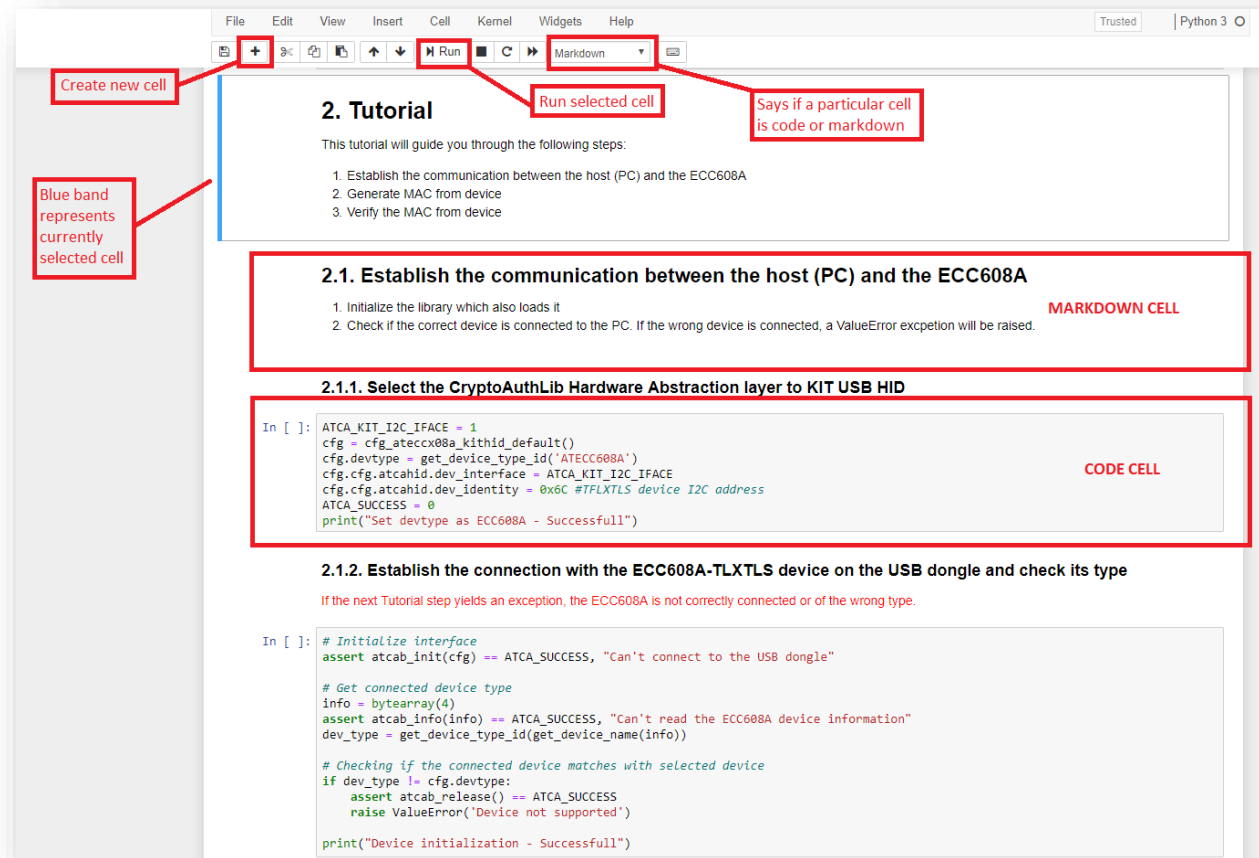 File Edit View Insert Cell Kernel Widgets Help
Trusted
Python 3
Run
Markdown
Create new cell
Run selected cell
Says if a particular cell
is code or markdown
2. Tutorial
This tutorial will guide you through the following steps:
1. Establish the communication between the host (PC) and the ECC608A
2. Generate MAC from device
3. Verify the MAC from device
Blue band
represents
currently
selected cell
2.1. Establish the communication between the host (PC) and the ECC608A
1. Initialize the library which also loads it
2. Check if the correct device is connected to the PC. If the wrong device is connected, a ValueError excpetion will be raised.
MARKDOWN CELL
2.1.1. Select the CryptoAuthLib Hardware Abstraction layer to KIT USB HID
In [ ]:
ATCA_KIT_I2C_IFACE = 1
cfg = cfg_ateccx08a_kithid_default()
cfg.devtype = get_device_type_id('ATECC608A')
cfg.cfg.atcahid.dev_interface = ATCA_KIT_I2C_IFACE
cfg.cfg.atcahid.dev_identity = 0x6C #TFLXTLS device I2C address
ATCA_SUCCESS = 0
print("Set devtype as ECC608A - Successfull")
CODE CELL
2.1.2. Establish the connection with the ECC608A-TLXTLS device on the USB dongle and check its type
If the next Tutorial step yields an exception, the ECC608A is not correctly connected or of the wrong type.
In [ ]:
# Initialize interface
assert atcab_init(cfg) == ATCA_SUCCESS, "Can't connect to the USB dongle"
# Get connected device type
info = bytearray(4)
assert atcab_info(info) == ATCA_SUCCESS, "Can't read the ECC608A device information"
dev_type = get_device_type_id(get_device_name(info))
# Checking if the connected device matches with selected device
if dev_type != cfg.devtype:
    assert atcab_release() == ATCA_SUCCESS
    raise ValueError('Device not supported')
print("Device initialization - Successfull")